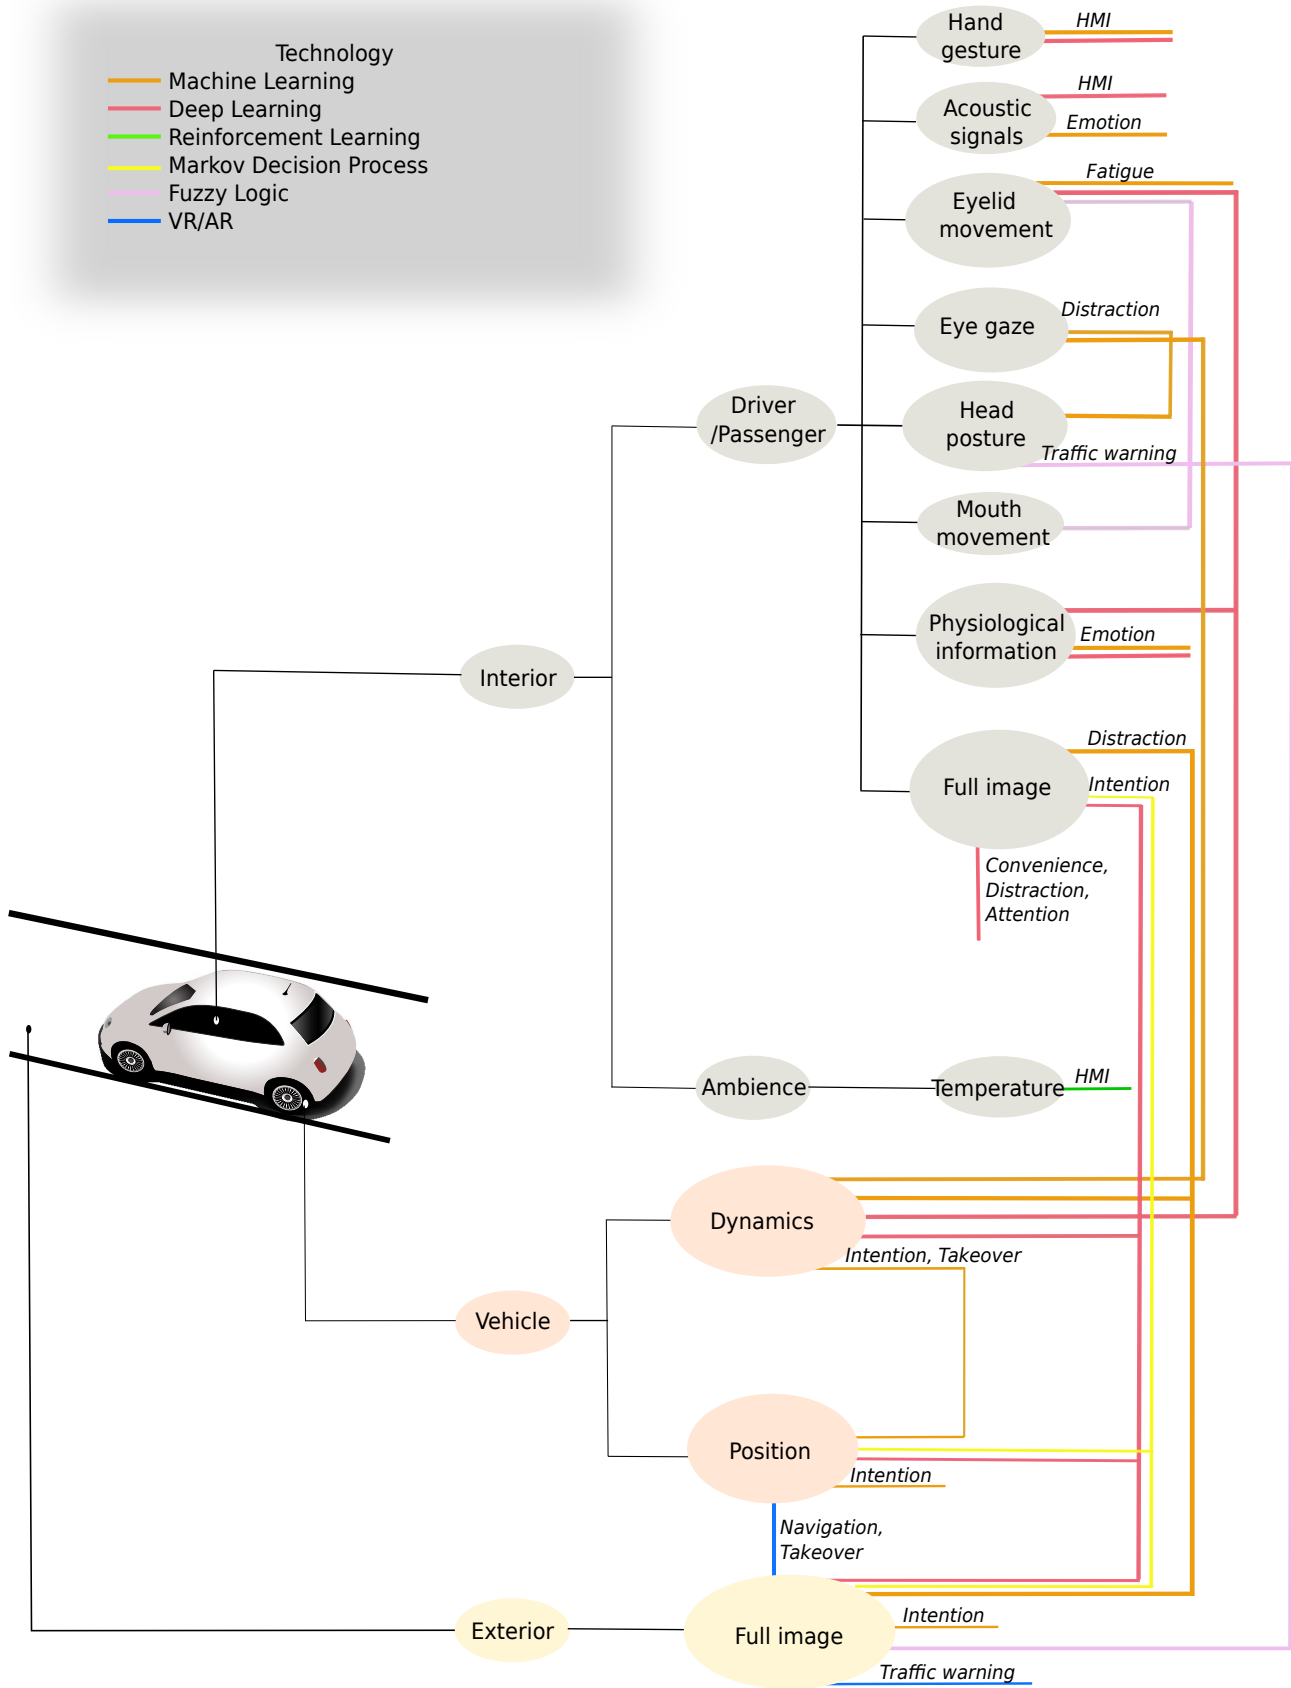 Technology
Machine Learning
Deep Learning
Reinforcement Learning
Markov Decision Process
Fuzzy Logic
VR/AR
Hand
gesture
HMI
Acoustic
signals
HMI
Emotion
Eyelid
movement
Fatigue
Eye gaze
Distraction
Driver
/Passenger
Head
posture
Traffic warning
Mouth
movement
Physiological
information
Emotion
Interior
Full image
Distraction
Intention
Convenience,
Distraction,
Attention
Ambience
Temperature
HMI
Dynamics
Intention, Takeover
Vehicle
Position
Intention
Navigation,
Takeover
Exterior
Full image
Intention
Traffic warning